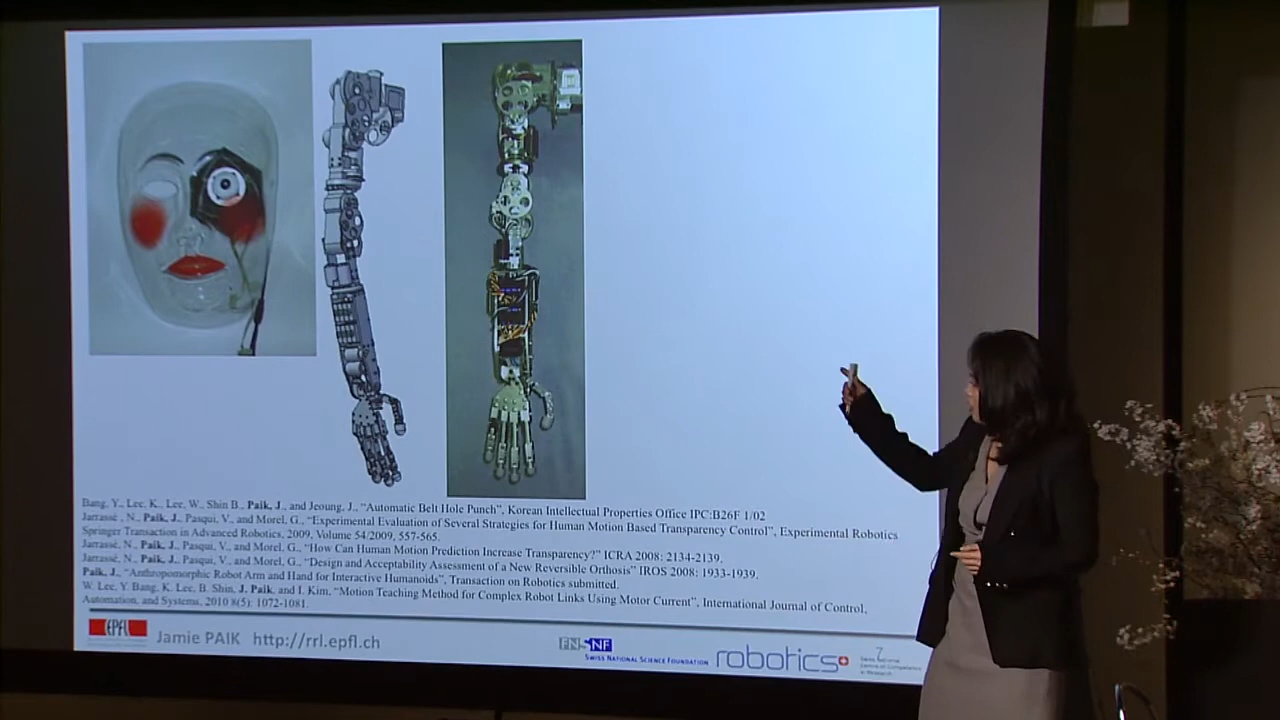 Bang, Y., Lee, K., Lee, W., Shin B., Paik, J., and Jeoung, J., "Automatic Belt Hole Punch", Korean Intellectual Properties Office IPC:B26F 1/02
Jarrassé , N., Paik, J., Pasqui, V., and Morel, G., "Experimental Evaluation of Several Strategies for Human Motion Based Transparency Control", Experimental Robotics
Springer Transaction in Advanced Robotics, 2009, Volume 54/2009, 557-565.
Jarrassé, N., Paik, J., Pasqui, V., and Morel, G., "How Can Human Motion Prediction Increase Transparency?" ICRA 2008: 2134-2139.
Jarrassé, N., Paik, J., Pasqui, V., and Morel, G., "Design and Acceptability Assessment of a New Reversible Orthosis" IROS 2008: 1933-1939.
Paik, J., "Anthropomorphic Robot Arm and Hand for Interactive Humanoids", Transaction on Robotics submitted.
W. Lee, Y. Bang, K. Lee, B. Shin, J. Paik, and I. Kim, "Motion Teaching Method for Complex Robot Links Using Motor Current", International Journal of Control,
Automation, and Systems, 2010 8(5): 1072-1081.
EPFL
Jamie PAIK http://rrl.epfl.ch
FNSNF
SWISS NATIONAL SCIENCE FOUNDATION
robotics+
Swiss National
Centre of Competence
in Research